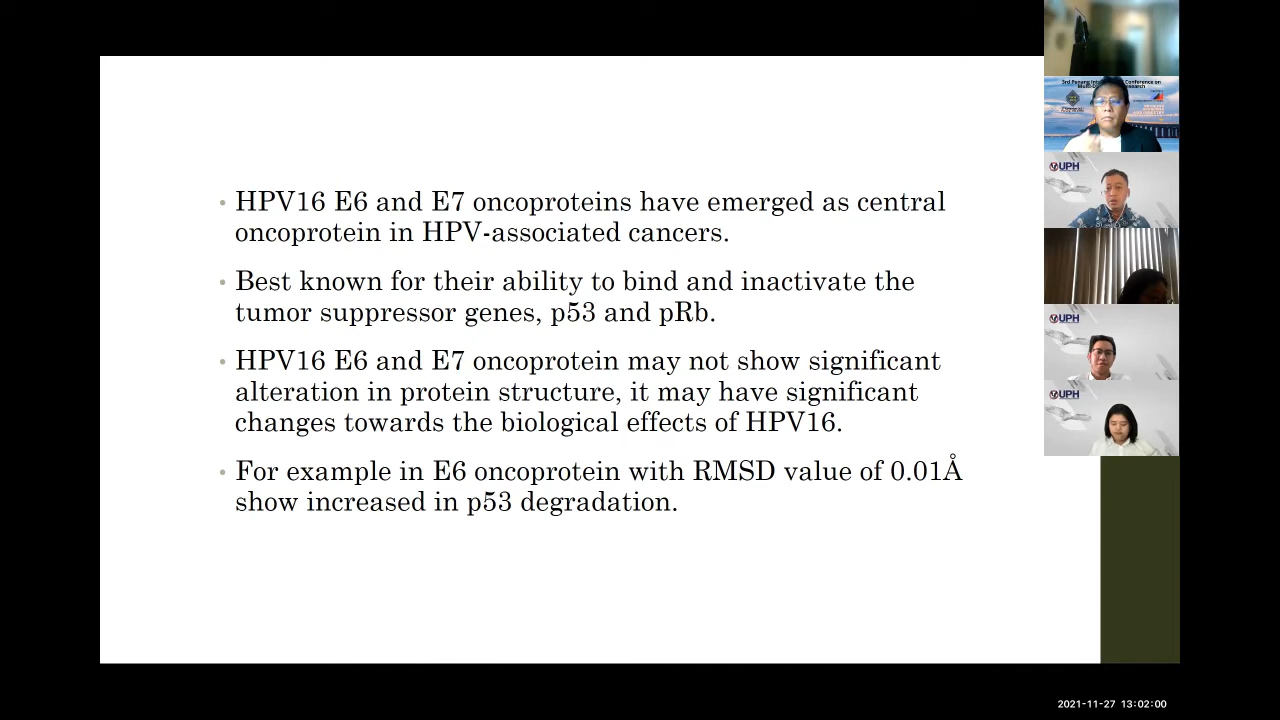 HPV16 E6 and E7 oncoproteins have emerged as central
oncoprotein in HPV-associated cancers.
Best known for their ability to bind and inactivate the
tumor suppressor genes, p53 and pRb.
HPV16 E6 and E7 oncoprotein may not show significant
alteration in protein structure, it may have significant
changes towards the biological effects of HPV16.
For example in E6 oncoprotein with RMSD value of 0.01Å
show increased in p53 degradation.
3rd Penang Conference on
UPH
UPH
UPH
2021-11-27 13:02:00